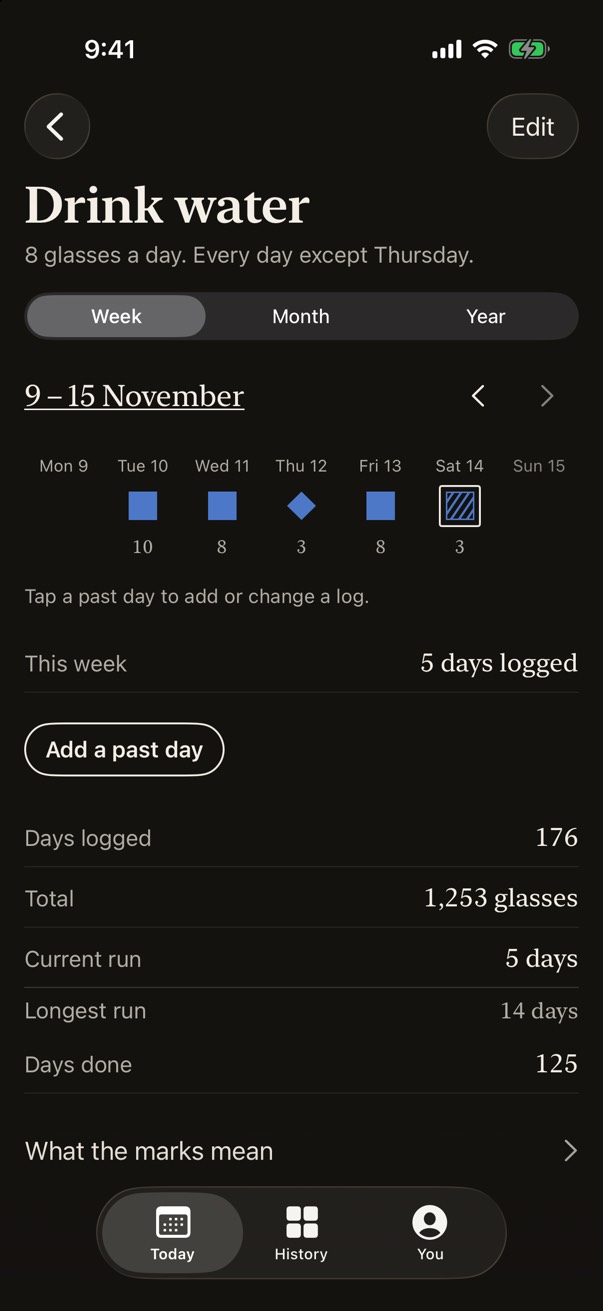 9:41
Edit
Drink water
8 glasses a day. Every day except Thursday.
Week Month Year
9 – 15 November
Mon 9 Tue 10 Wed 11 Thu 12 Fri 13 Sat 14 Sun 15
10 8 3 8 3
Tap a past day to add or change a log.
This week 5 days logged
Add a past day
Days logged 176
Total 1,253 glasses
Current run 5 days
Longest run 14 days
Days done 125
What the marks mean
Today History You